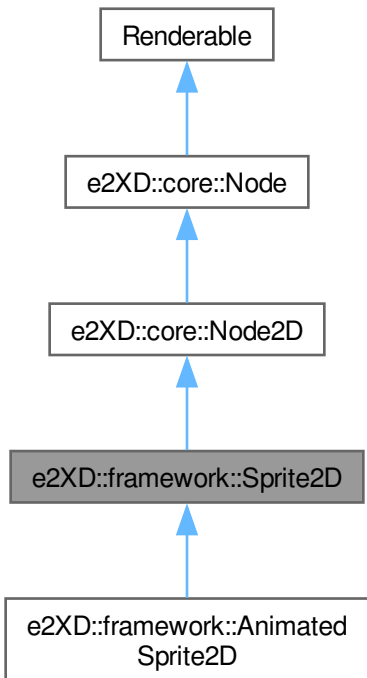 Renderable
e2XD::core::Node
e2XD::core::Node2D
e2XD::framework::Sprite2D
e2XD::framework::Animated
Sprite2D